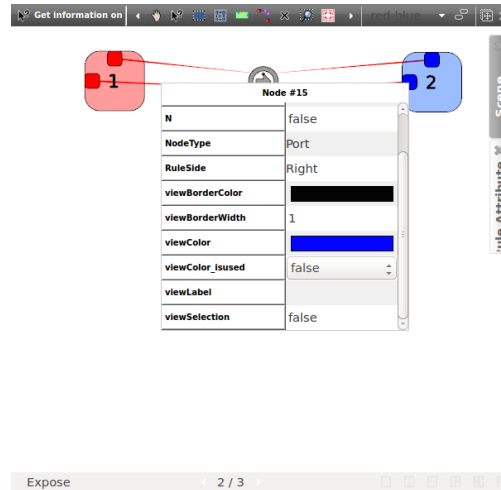 Get information on
red-blue
1
2
Node #15
N false
NodeType Port
RuleSide Right
viewBorderColor
viewBorderWidth 1
viewColor
viewColor_isused false
viewLabel
viewSelection false
Scene
Attribute
Expose 2 / 3